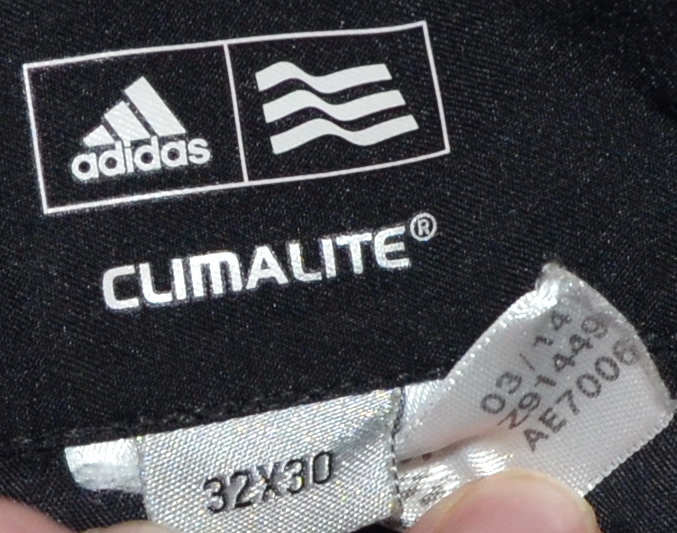 adidas
CLIMALITE®
32X30
03/14
Z91449
AE7006